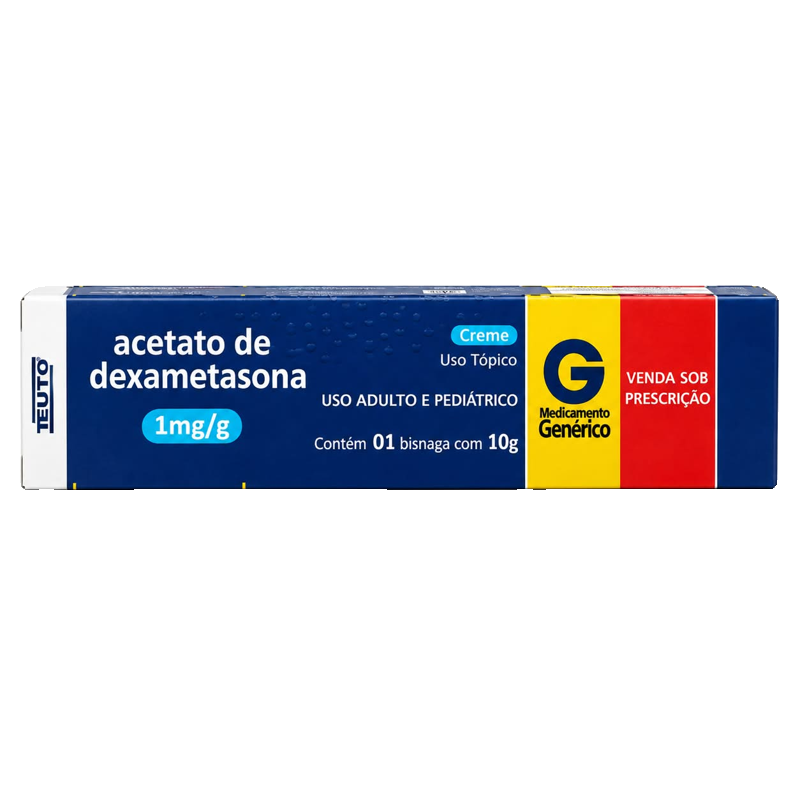 TEUTO
acetato de
dexametasona
1mg/g
Creme
Uso Tópico
USO ADULTO E PEDIÁTRICO
Contém 01 bisnaga com 10g
G
Medicamento
Genérico
VENDA SOB
PRESCRIÇÃO